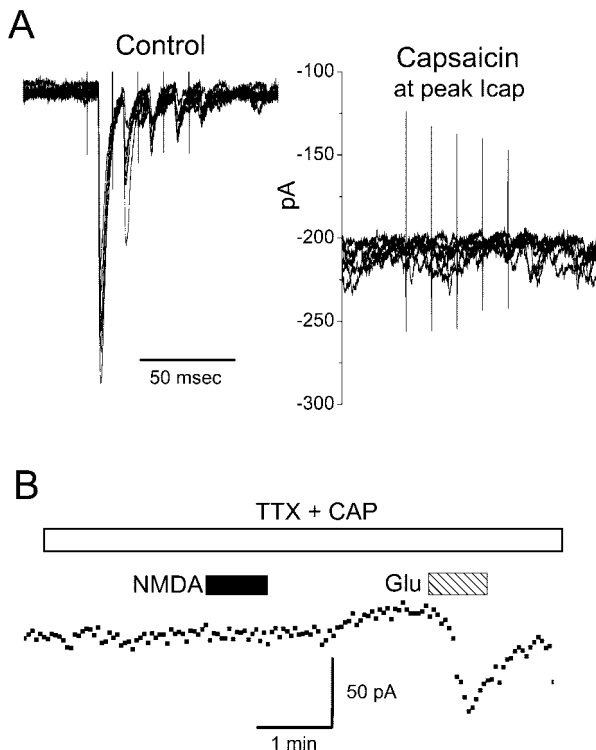 A
Control
Capsaicin
at peak Icap
-100
-150
pA
-200
-250
-300
50 msec
B
TTX + CAP
NMDA
Glu
50 pA
1 min